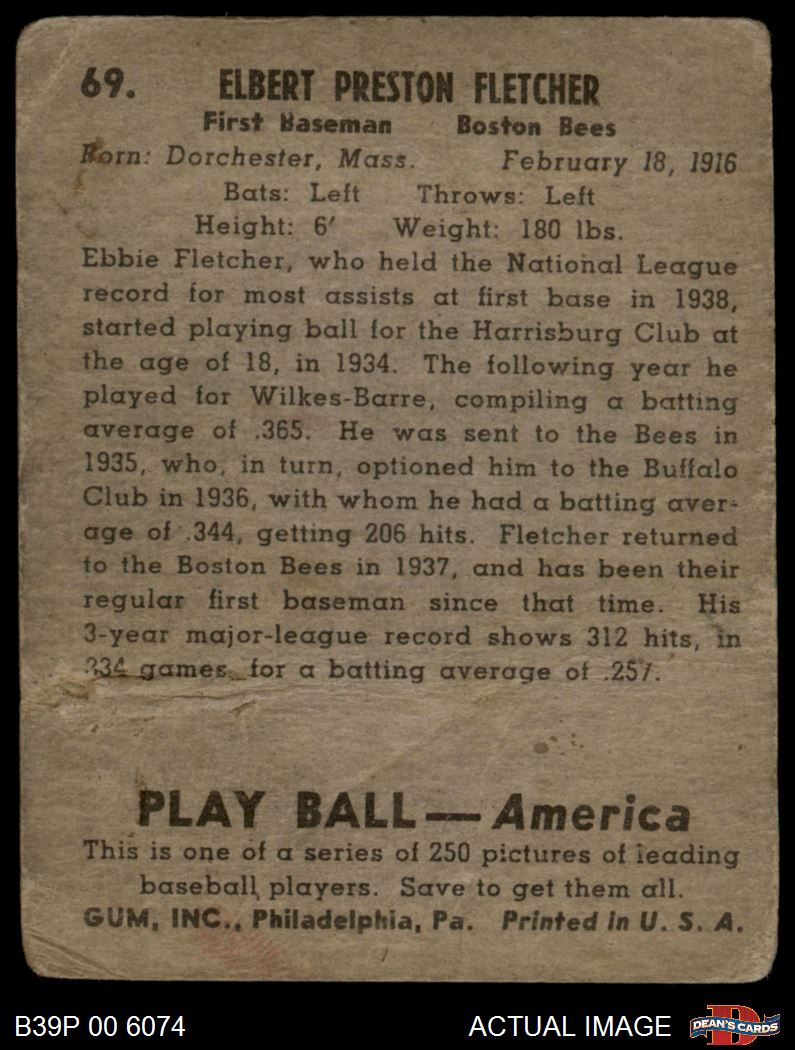 69. ELBERT PRESTON FLETCHER
First Baseman Boston Bees
Born: Dorchester, Mass. February 18, 1916
Bats: Left Throws: Left
Height: 6′ Weight: 180 lbs.
Ebbie Fletcher, who held the National League
record for most assists at first base in 1938,
started playing ball for the Harrisburg Club at
the age of 18, in 1934. The following year he
played for Wilkes-Barre, compiling a batting
average of .365. He was sent to the Bees in
1935, who, in turn, optioned him to the Buffalo
Club in 1936, with whom he had a batting aver-
age of .344, getting 206 hits. Fletcher returned
to the Boston Bees in 1937, and has been their
regular first baseman since that time. His
3-year major-league record shows 312 hits, in
334 games, for a batting average of .257.
PLAY BALL — America
This is one of a series of 250 pictures of leading
baseball players. Save to get them all.
GUM, INC., Philadelphia, Pa. Printed in U. S. A.
B39P 00 6074 ACTUAL IMAGE DEAN'S CARDS